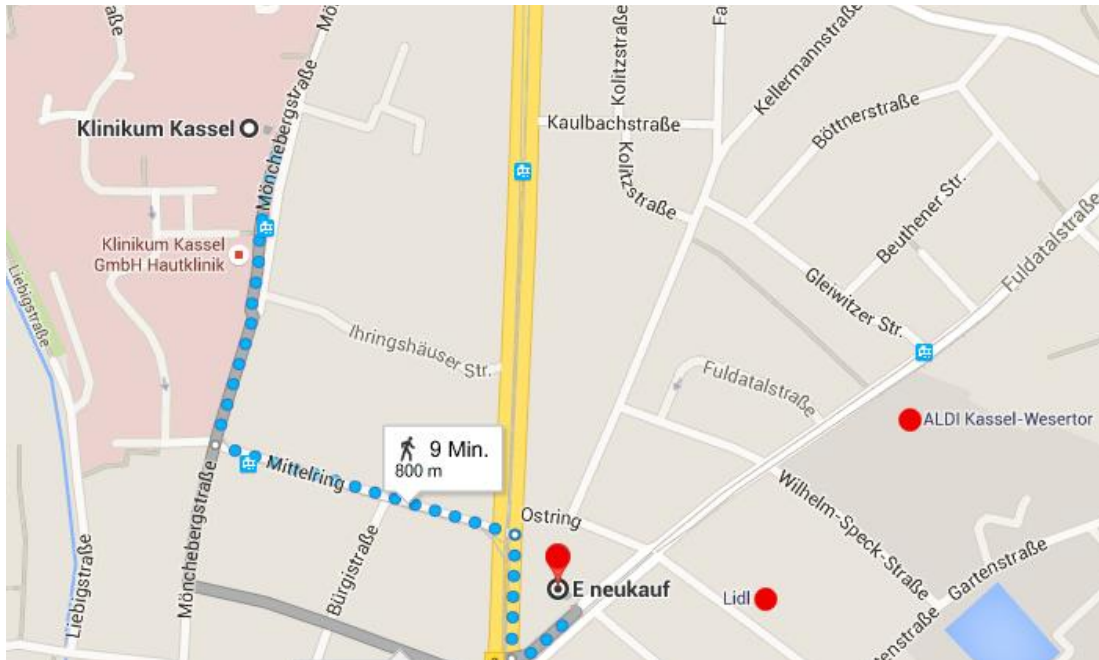 Mönchebergstraße
Kolitzstraße
Kellermannstraße
Klinikum Kassel
Mönchebergstraße
Kaulbachstraße
Kolitzstraße
Böttnerstraße
Klinikum Kassel
GmbH Hautklinik
Beuthener Str.
Fuldatalstraße
Liebigstraße
Gleiwitzer Str.
Ihringshäuser Str.
Fuldatalstraße
ALDI Kassel-Wesertor
9 Min.
800 m
Mittelring
Mönchebergstraße
Ostring
Wilhelm-Speck-Straße
Liebigstraße
Bürgistraße
E neukauf
Lidl
Gartenstraße